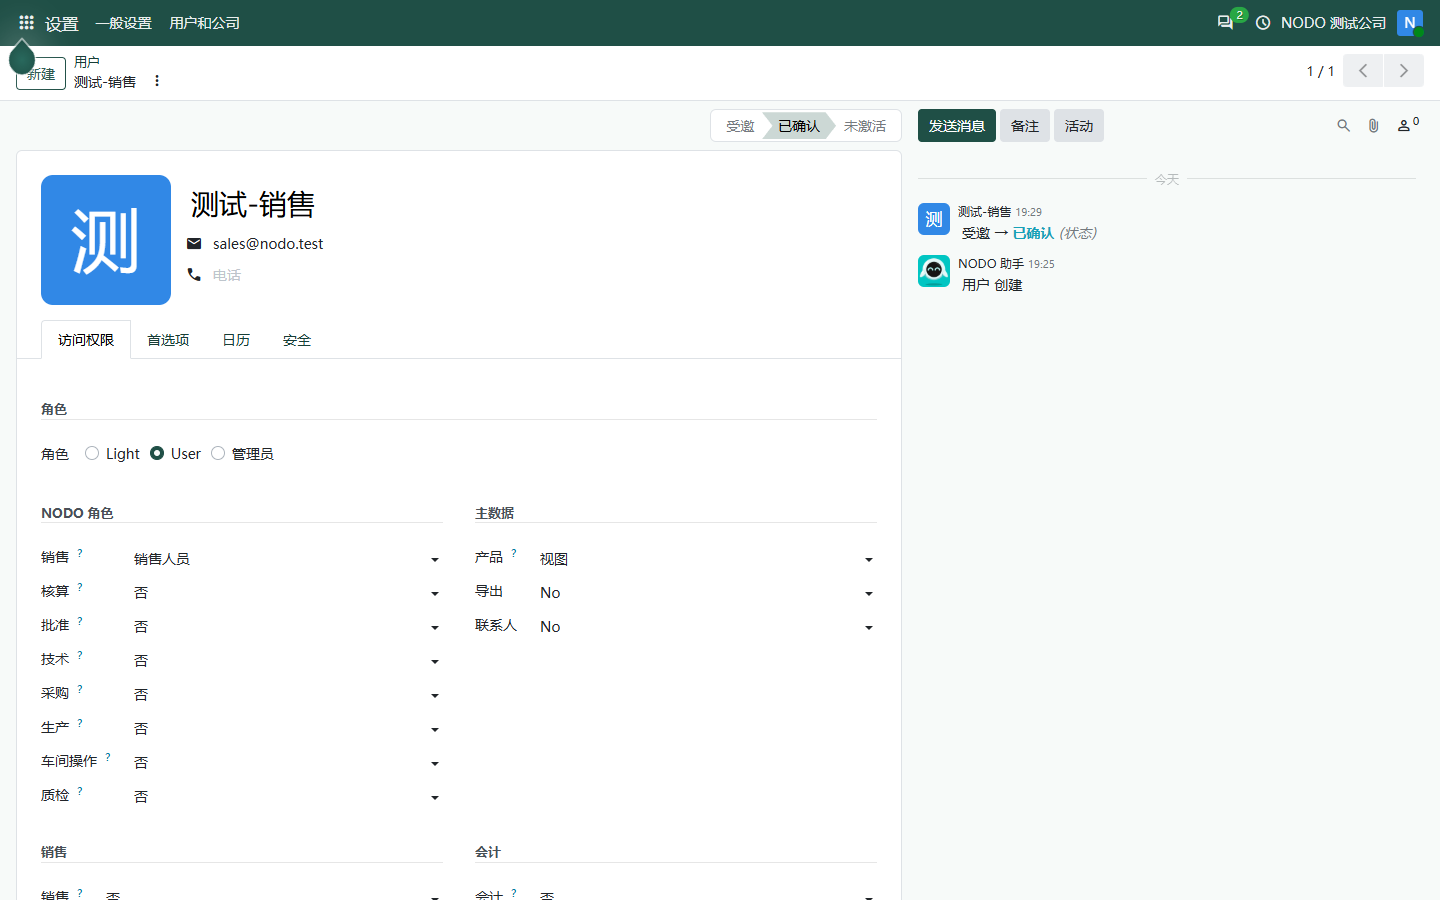 设置 一般设置 用户和公司 2 NODO 测试公司 N
新建 用户
测试-销售
1 / 1
受邀 已确认 未激活
发送消息 备注 活动 0
测
测试-销售
sales@nodo.test
电话
访问权限 首选项 日历 安全
角色
角色 Light User 管理员
NODO 角色
销售 ? 销售人员
核算 ? 否
批准 ? 否
技术 ? 否
采购 ? 否
生产 ? 否
车间操作 ? 否
质检 ? 否
主数据
产品 ? 视图
导出 No
联系人 No
销售
销售 ? 否
会计
会计 ? 否
今天
测
测试-销售 19:29
受邀 → 已确认 (状态)
NODO 助手 19:25
用户 创建